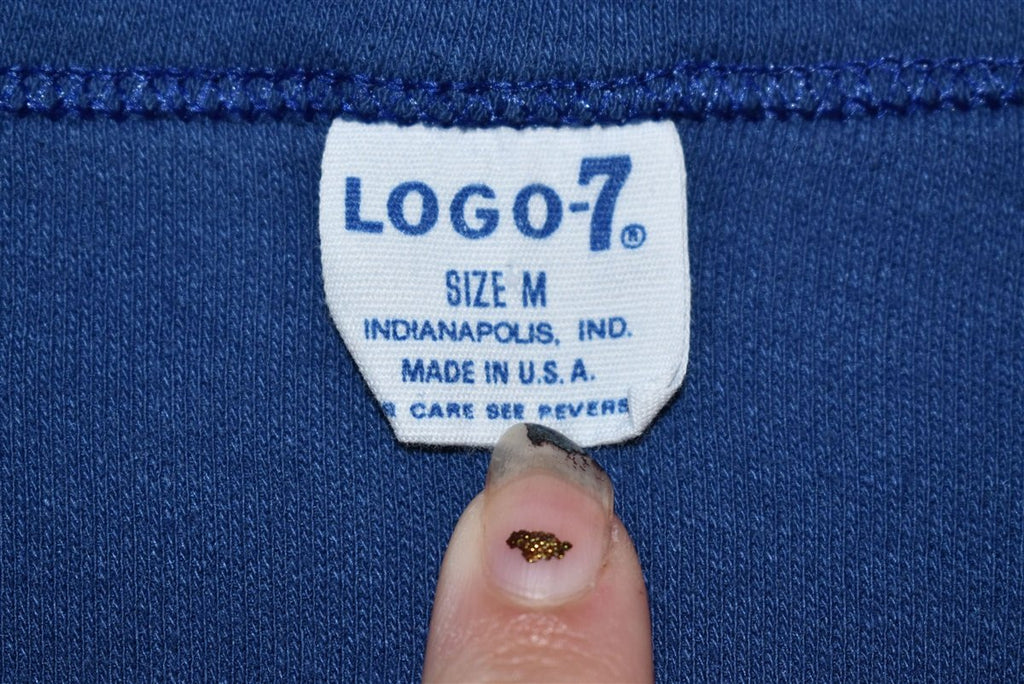 LOGO-7®
SIZE M
INDIANAPOLIS, IND.
MADE IN U.S.A.
CARE SEE REVERS